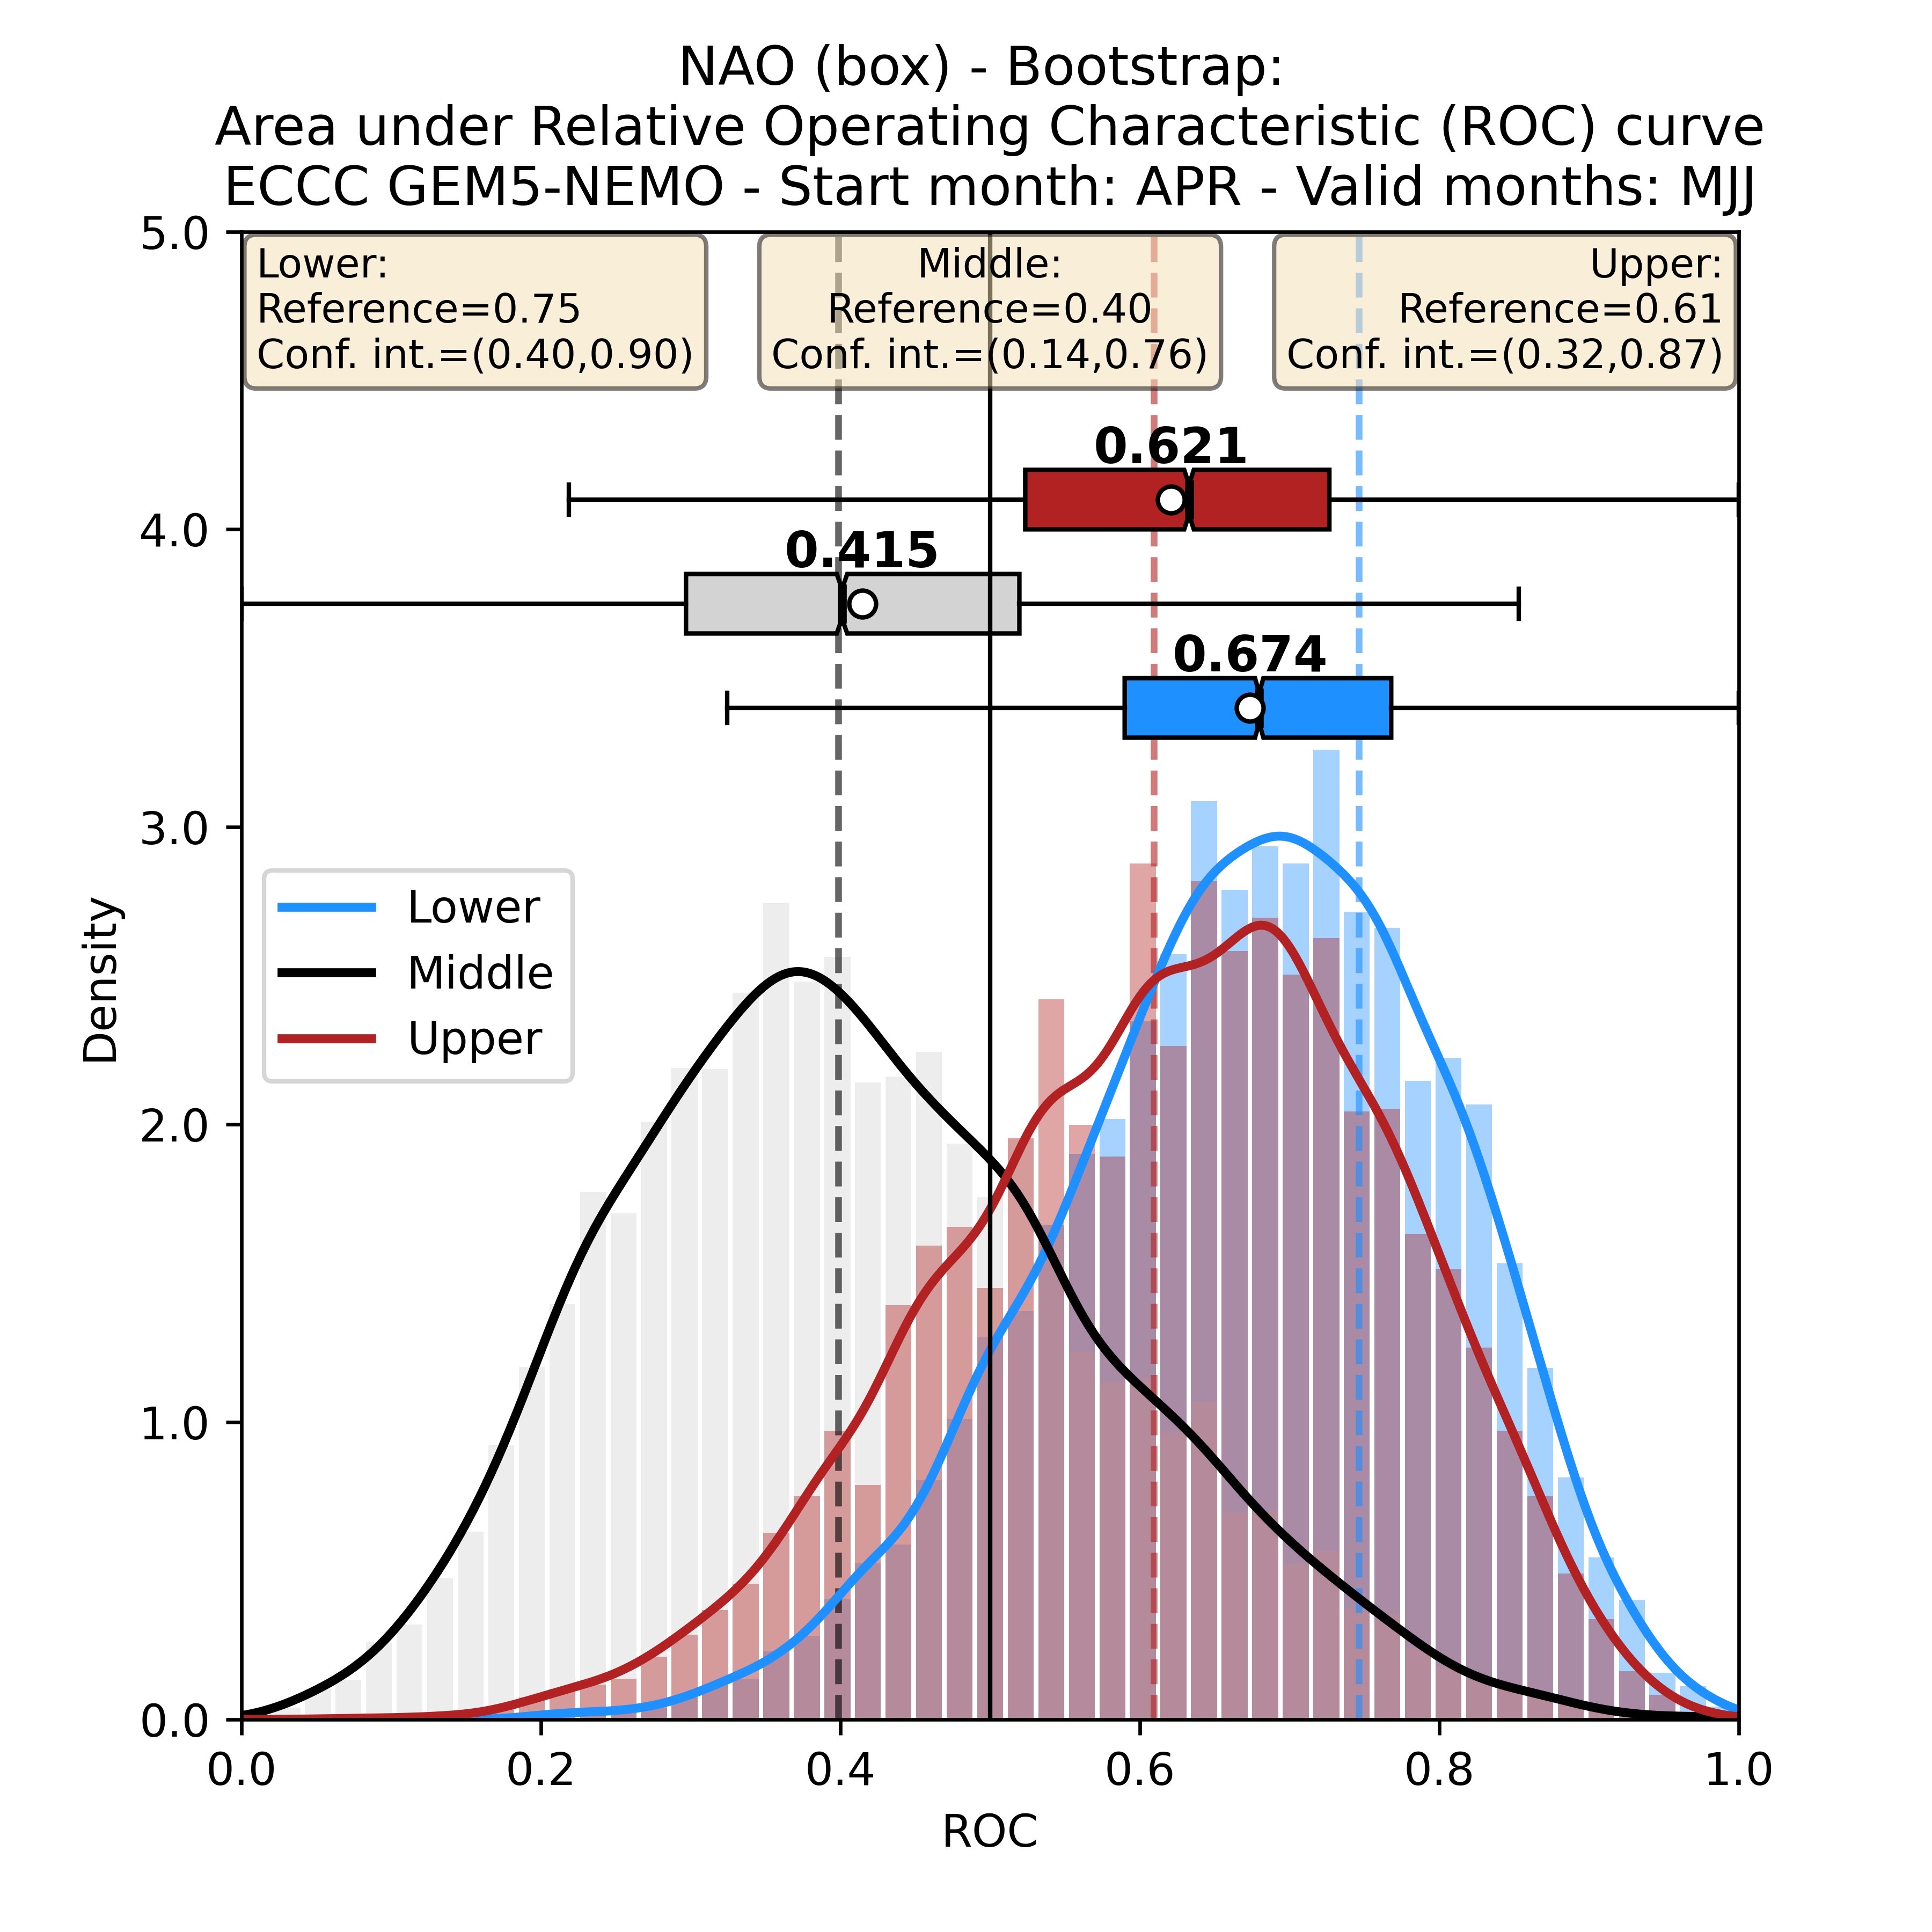 NAO (box) - Bootstrap:
Area under Relative Operating Characteristic (ROC) curve
ECCC GEM5-NEMO - Start month: APR - Valid months: MJJ
Lower:
Reference=0.75
Conf. int.=(0.40,0.90)
Middle:
Reference=0.40
Conf. int.=(0.14,0.76)
Upper:
Reference=0.61
Conf. int.=(0.32,0.87)
0.621
0.415
0.674
Lower
Middle
Upper
Density
5.0
4.0
3.0
2.0
1.0
0.0
0.0
0.2
0.4
0.6
0.8
1.0
ROC